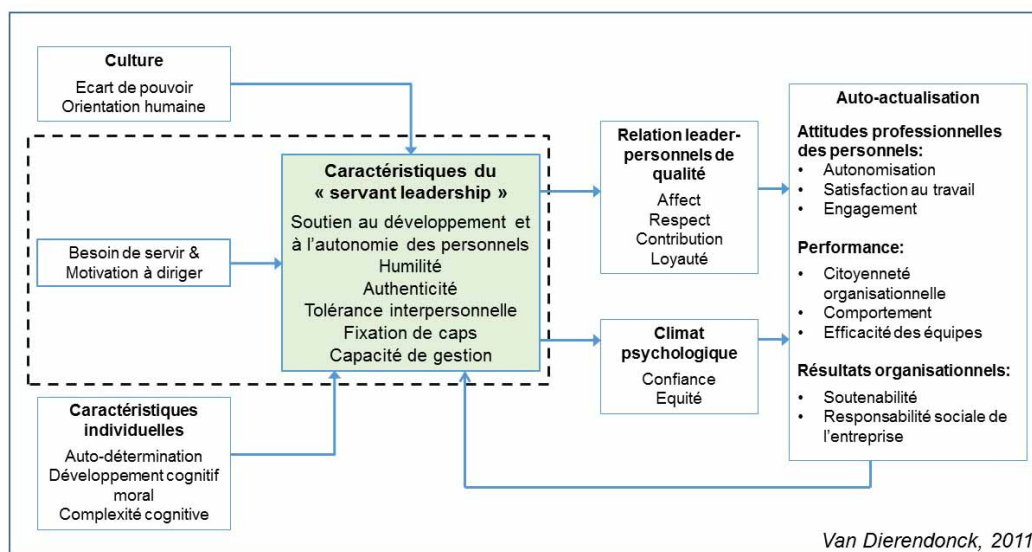 Culture
Ecart de pouvoir
Orientation humaine
Besoin de servir &
Motivation à diriger
Caractéristiques
individuelles
Auto-détermination
Développement cognitif
moral
Complexité cognitive
Caractéristiques du
« servant leadership »
Soutien au développement et
à l'autonomie des personnels
Humilité
Authenticité
Tolérance interpersonnelle
Fixation de caps
Capacité de gestion
Relation leader-
personnels de
qualité
Affect
Respect
Contribution
Loyauté
Climat
psychologique
Confiance
Equité
Auto-actualisation
Attitudes professionnelles
des personnels:
• Autonomisation
• Satisfaction au travail
• Engagement
Performance:
• Citoyenneté
organisationnelle
• Comportement
• Efficacité des équipes
Résultats organisationnels:
• Soutenabilité
• Responsabilité sociale de
l'entreprise
Van Dierendonck, 2011